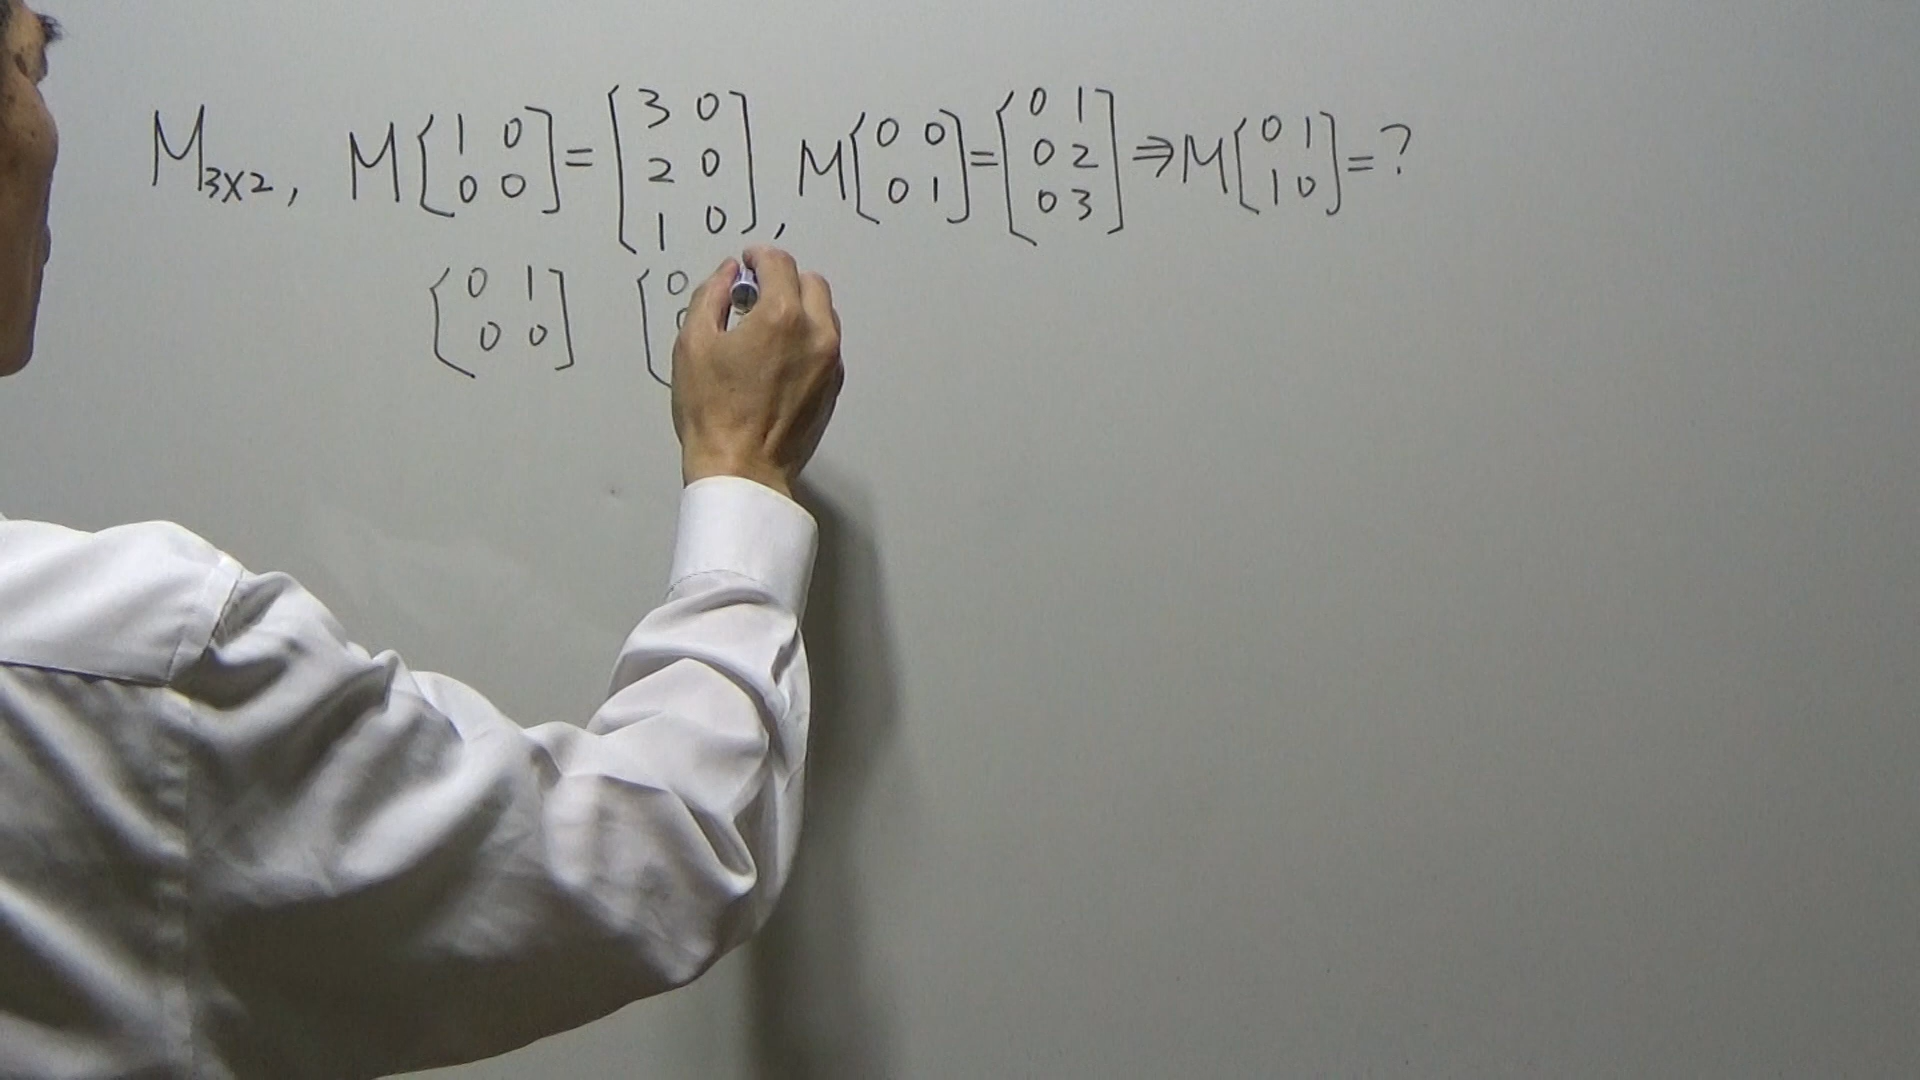 M₃ₓ₂, M[1 0; 0 0] = [3 0; 2 0; 1 0], M[0 0; 0 1] = [0 1; 0 2; 0 3] ⇒ M[0 1; 1 0] = ?
[0 1; 0 0] [0